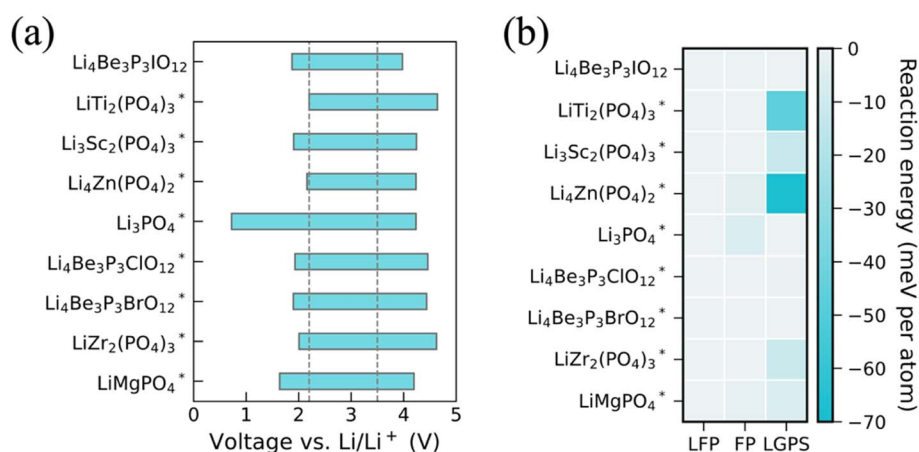 (a)
Li₄Be₃P₃IO₁₂
LiTi₂(PO₄)₃*
Li₃Sc₂(PO₄)₃*
Li₄Zn(PO₄)₂*
Li₃PO₄*
Li₄Be₃P₃ClO₁₂*
Li₄Be₃P₃BrO₁₂*
LiZr₂(PO₄)₃*
LiMgPO₄*
0 1 2 3 4 5
Voltage vs. Li/Li⁺ (V)
(b)
Li₄Be₃P₃IO₁₂
LiTi₂(PO₄)₃*
Li₃Sc₂(PO₄)₃*
Li₄Zn(PO₄)₂*
Li₃PO₄*
Li₄Be₃P₃ClO₁₂*
Li₄Be₃P₃BrO₁₂*
LiZr₂(PO₄)₃*
LiMgPO₄*
LFP FP LGPS
0
−10
−20
−30
−40
−50
−60
−70
Reaction energy (meV per atom)